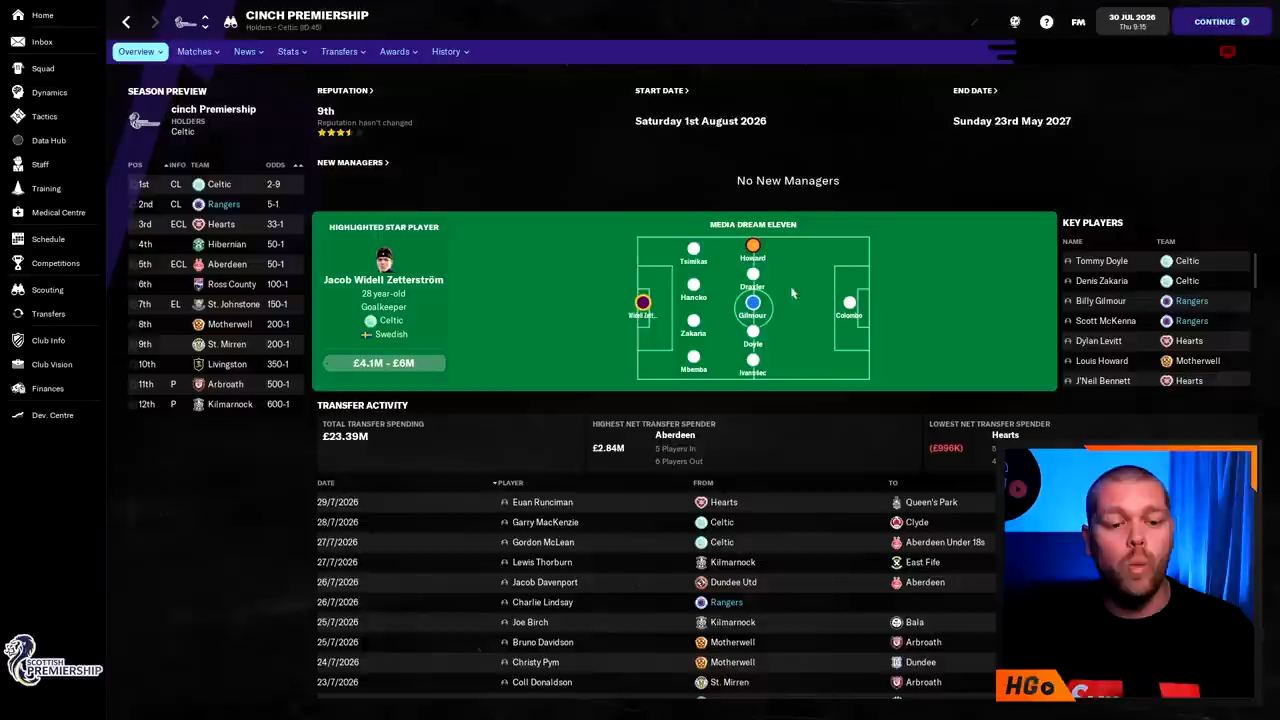 Home
Inbox
Squad
Dynamics
Tactics
Data Hub
Staff
Training
Medical Centre
Schedule
Competitions
Scouting
Transfers
Club Info
Club Vision
Finances
Dev. Centre
SCOTTISH
PREMIERSHIP
CINCH PREMIERSHIP
Holders - Celtic (ID:45)
FM
30 JUL 2026
Thu 9:15
CONTINUE
Overview
Matches
News
Stats
Transfers
Awards
History
SEASON PREVIEW
cinch Premiership
HOLDERS
Celtic
POS INFO TEAM ODDS
1st CL Celtic 2-9
2nd CL Rangers 5-1
3rd ECL Hearts 33-1
4th Hibernian 50-1
5th ECL Aberdeen 50-1
6th Ross County 100-1
7th EL St. Johnstone 150-1
8th Motherwell 200-1
9th St. Mirren 200-1
10th Livingston 350-1
11th P Arbroath 500-1
12th P Kilmarnock 600-1
REPUTATION
9th
Reputation hasn't changed
START DATE
Saturday 1st August 2026
END DATE
Sunday 23rd May 2027
NEW MANAGERS
No New Managers
HIGHLIGHTED STAR PLAYER
Jacob Widell Zetterström
28 year-old
Goalkeeper
Celtic
Swedish
£4.1M - £6M
MEDIA DREAM ELEVEN
Tsimikas
Howard
Draxler
Hancko
Widell Zett...
Gilmour
Colombo
Zakaria
Doyle
Mbemba
Ivanušec
KEY PLAYERS
NAME TEAM
Tommy Doyle Celtic
Denis Zakaria Celtic
Billy Gilmour Rangers
Scott McKenna Rangers
Dylan Levitt Hearts
Louis Howard Motherwell
J'Neil Bennett Hearts
TRANSFER ACTIVITY
TOTAL TRANSFER SPENDING
£23.39M
HIGHEST NET TRANSFER SPENDER
£2.84M
Aberdeen
5 Players In
6 Players Out
LOWEST NET TRANSFER SPENDER
(£996K)
Hearts
8
4
DATE PLAYER FROM TO
29/7/2026 Euan Runciman Hearts Queen's Park
28/7/2026 Garry MacKenzie Celtic Clyde
27/7/2026 Gordon McLean Celtic Aberdeen Under 18s
27/7/2026 Lewis Thorburn Kilmarnock East Fife
26/7/2026 Jacob Davenport Dundee Utd Aberdeen
26/7/2026 Charlie Lindsay Rangers
25/7/2026 Joe Birch Kilmarnock Bala
25/7/2026 Bruno Davidson Motherwell Arbroath
24/7/2026 Christy Pym Motherwell Dundee
23/7/2026 Coll Donaldson St. Mirren Arbroath
HGo